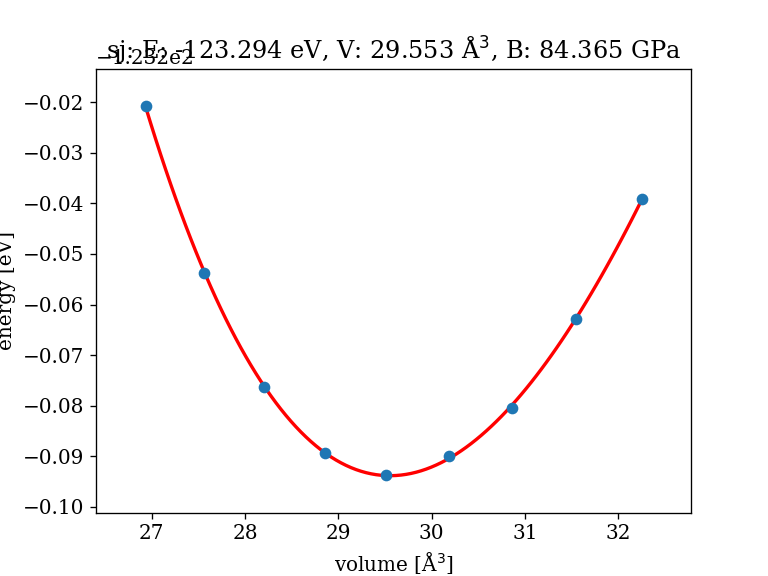 sj: E: -123.294 eV, V: 29.553 Å³, B: 84.365 GPa
−1.232e2
−0.02
−0.03
−0.04
−0.05
−0.06
−0.07
−0.08
−0.09
−0.10
energy [eV]
27 28 29 30 31 32
volume [Å³]